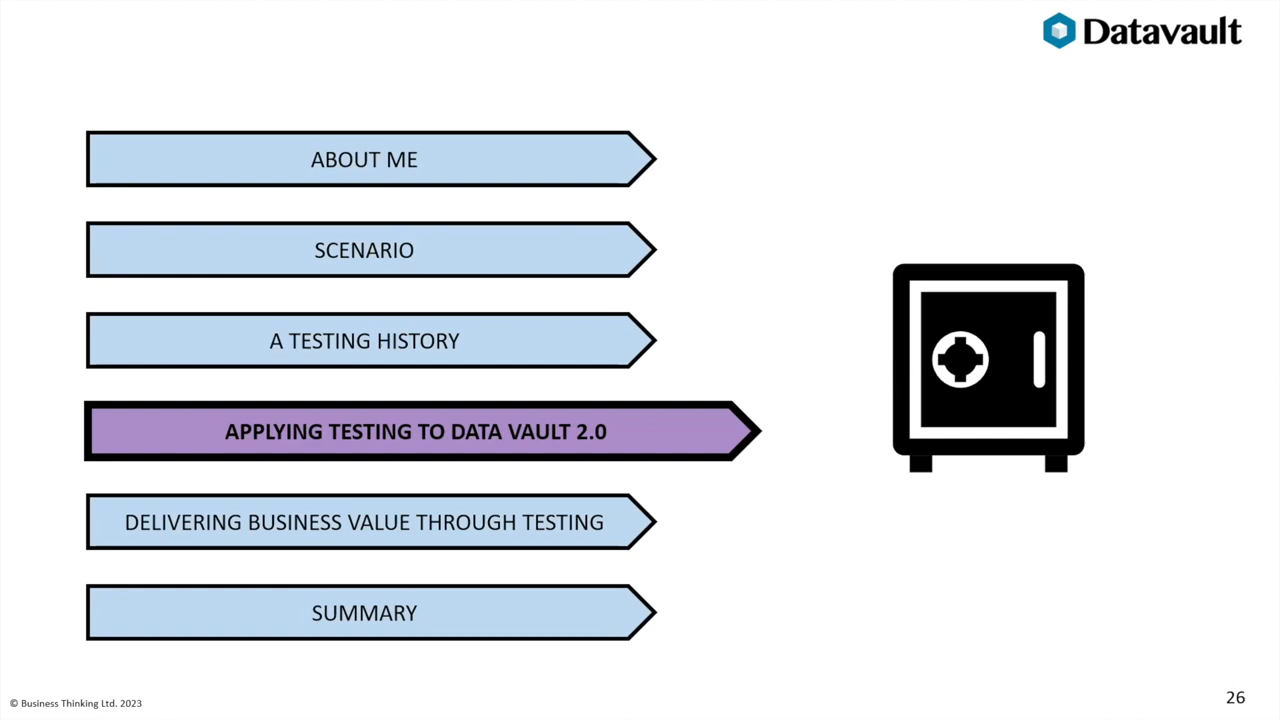 Datavault
ABOUT ME
SCENARIO
A TESTING HISTORY
APPLYING TESTING TO DATA VAULT 2.0
DELIVERING BUSINESS VALUE THROUGH TESTING
SUMMARY
© Business Thinking Ltd. 2023
26